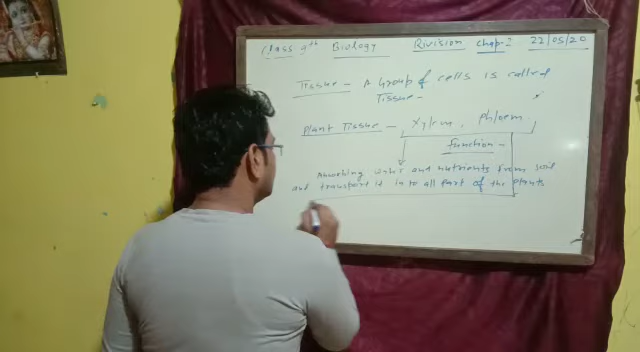 Class 9th Biology Rivision chap-2 22/05/20
Tissue - A Group of cells is called
Tissue -
Plant Tissue - Xylem, Phloem
Function -
Absorbing water and nutrients from soil
and transport it in to all part of the plants